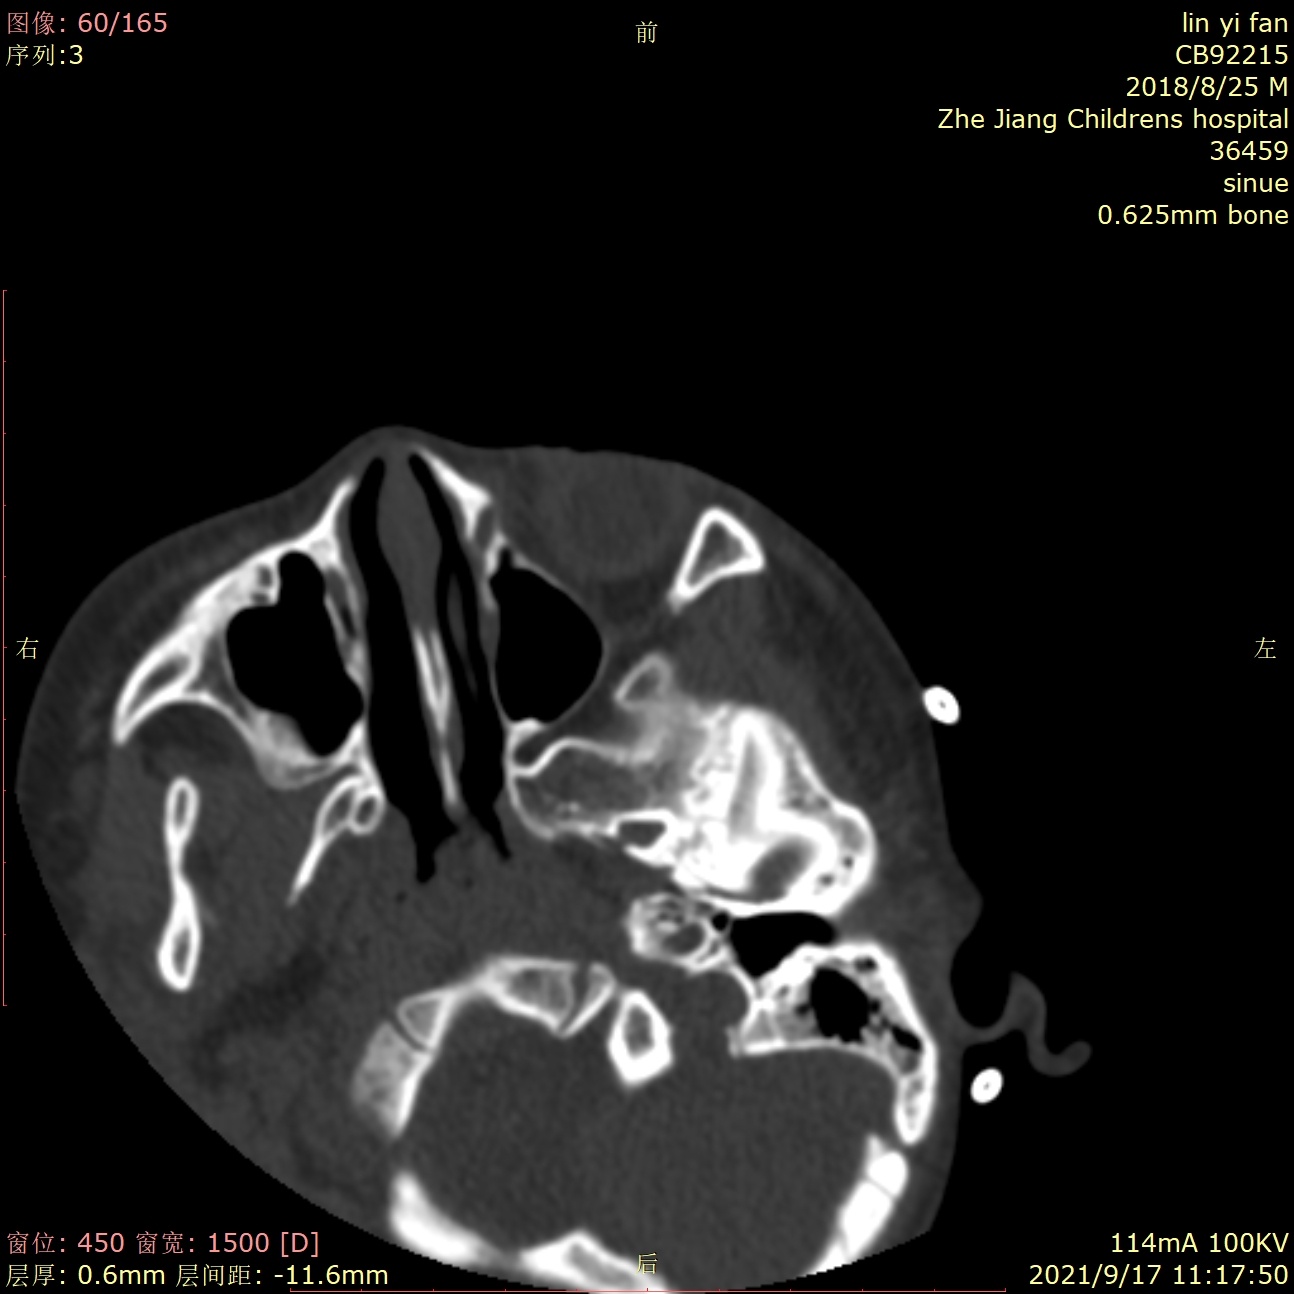 图像: 60/165
序列:3
前
lin yi fan
CB92215
2018/8/25 M
Zhe Jiang Childrens hospital
36459
sinue
0.625mm bone
右
左
窗位: 450 窗宽: 1500 [D]
层厚: 0.6mm 层间距: -11.6mm
后
114mA 100KV
2021/9/17 11:17:50